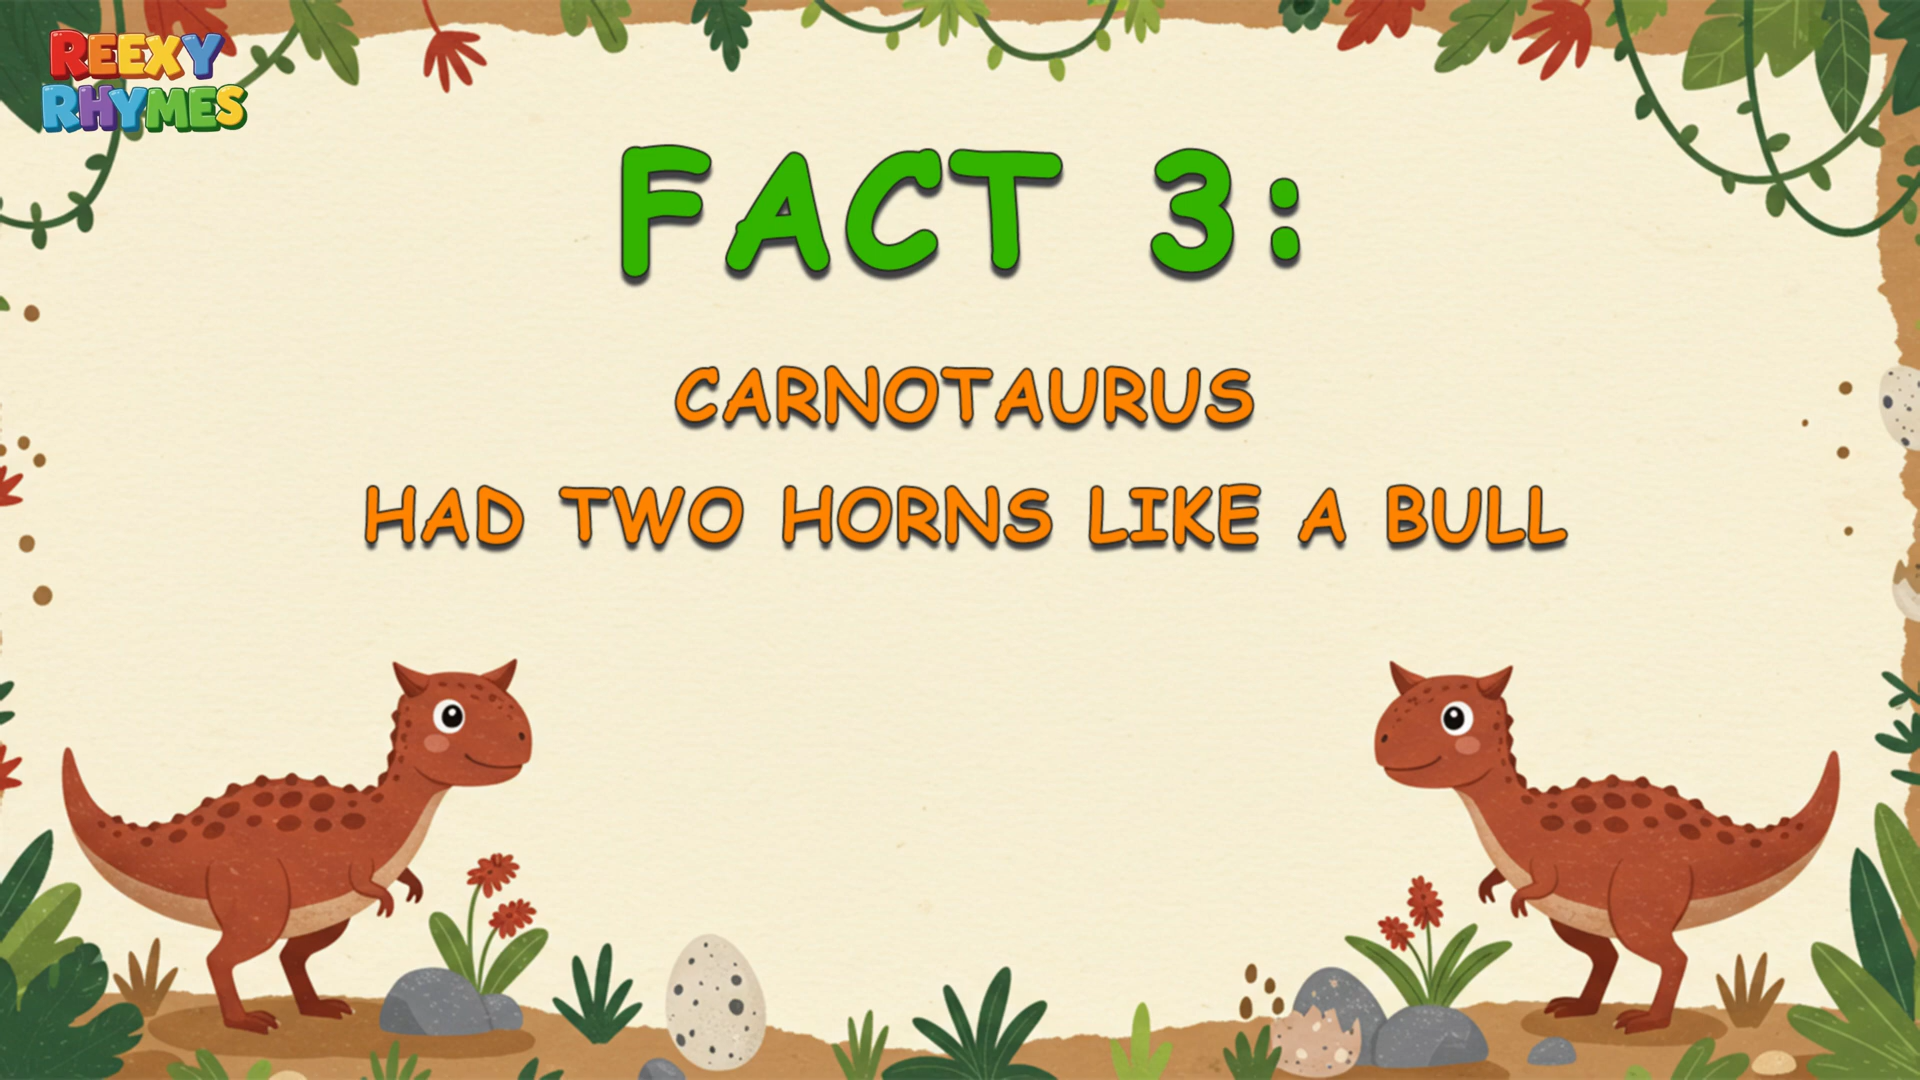 REEXY
RHYMES
FACT 3:
CARNOTAURUS
HAD TWO HORNS LIKE A BULL